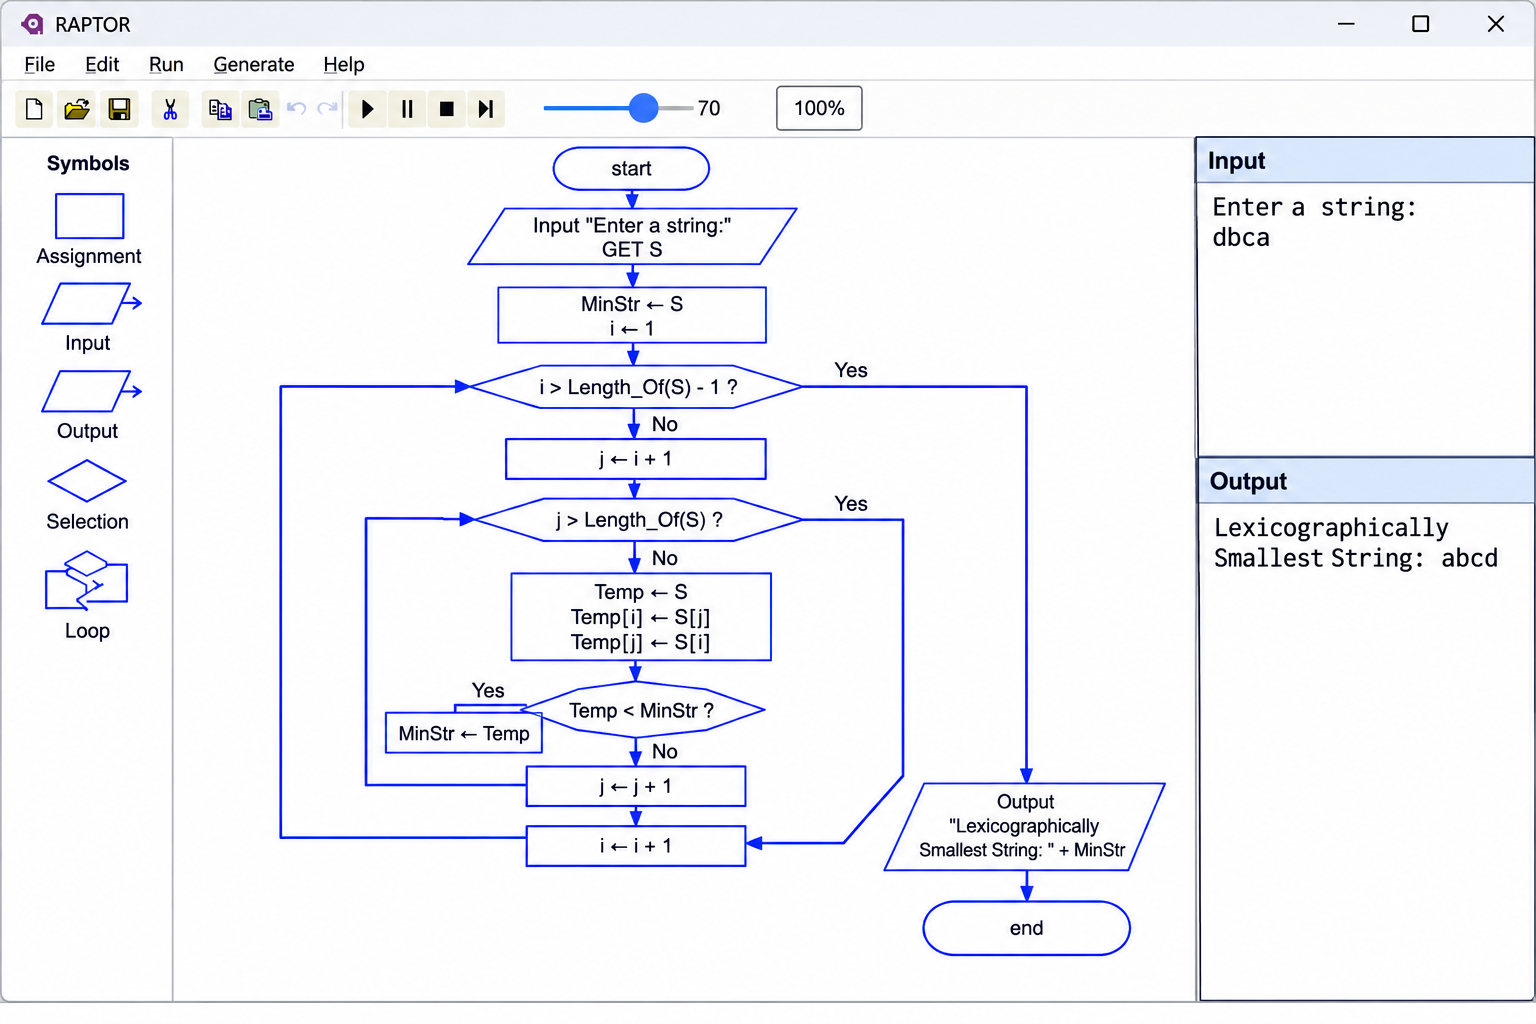 RAPTOR
File Edit Run Generate Help
70
100%
Symbols
Assignment
Input
Output
Selection
Loop
start
Input "Enter a string:"
GET S
MinStr ← S
i ← 1
i > Length_Of(S) - 1 ?
Yes
No
j ← i + 1
j > Length_Of(S) ?
Yes
No
Temp ← S
Temp[i] ← S[j]
Temp[j] ← S[i]
Temp < MinStr ?
Yes
MinStr ← Temp
No
j ← j + 1
i ← i + 1
Output
"Lexicographically
Smallest String: " + MinStr
end
Input
Enter a string:
dbca
Output
Lexicographically
Smallest String: abcd